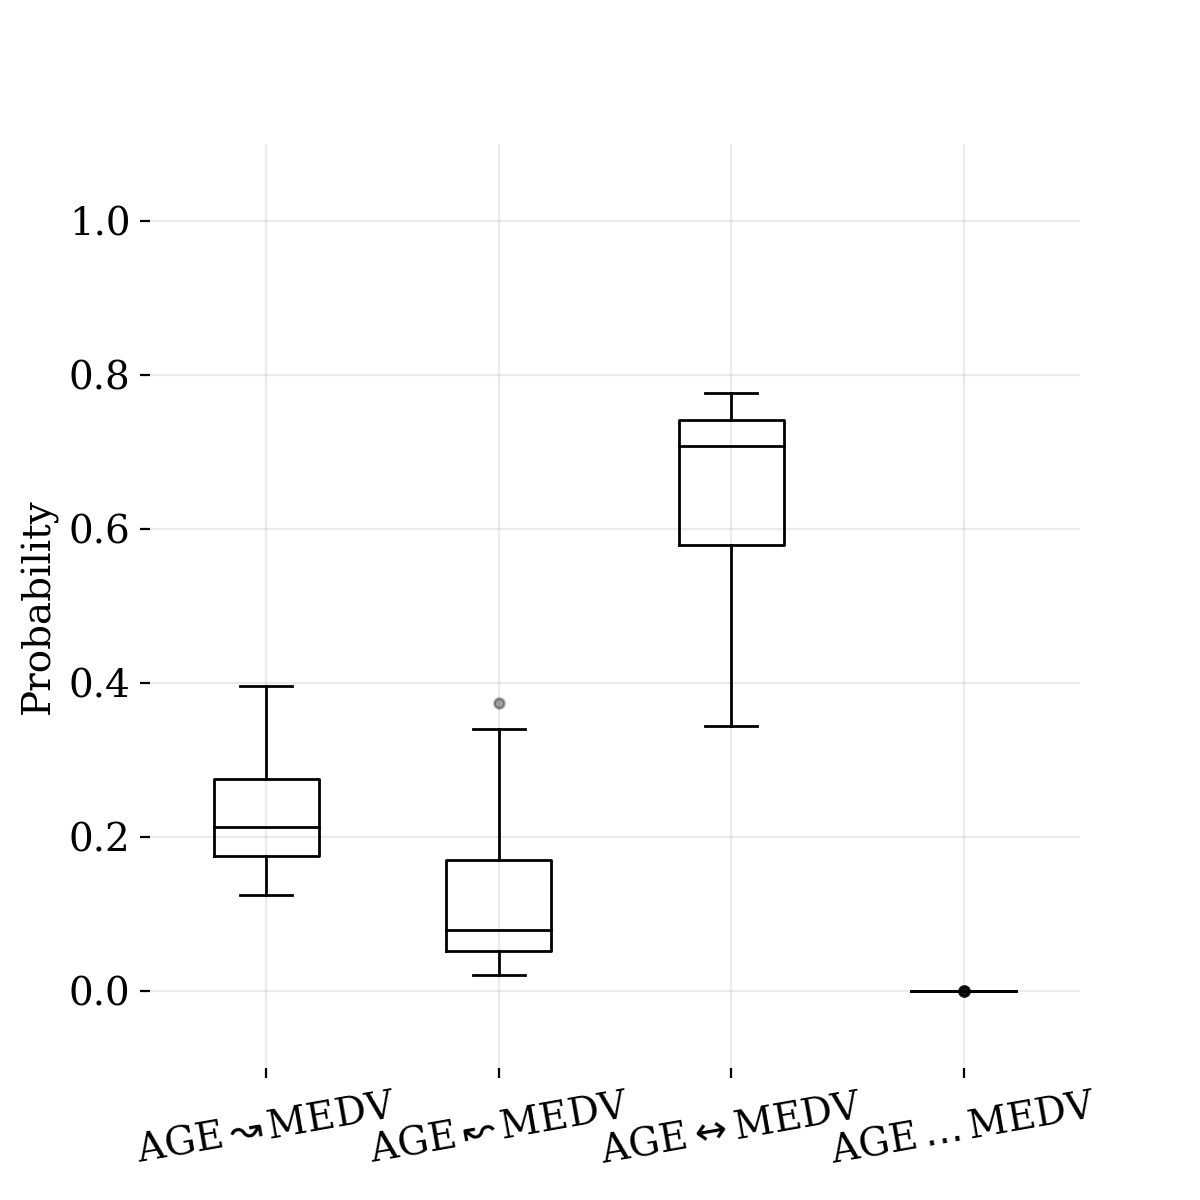 Probability
1.0
0.8
0.6
0.4
0.2
0.0
AGE ↝ MEDV
AGE ↜ MEDV
AGE ↔ MEDV
AGE ... MEDV